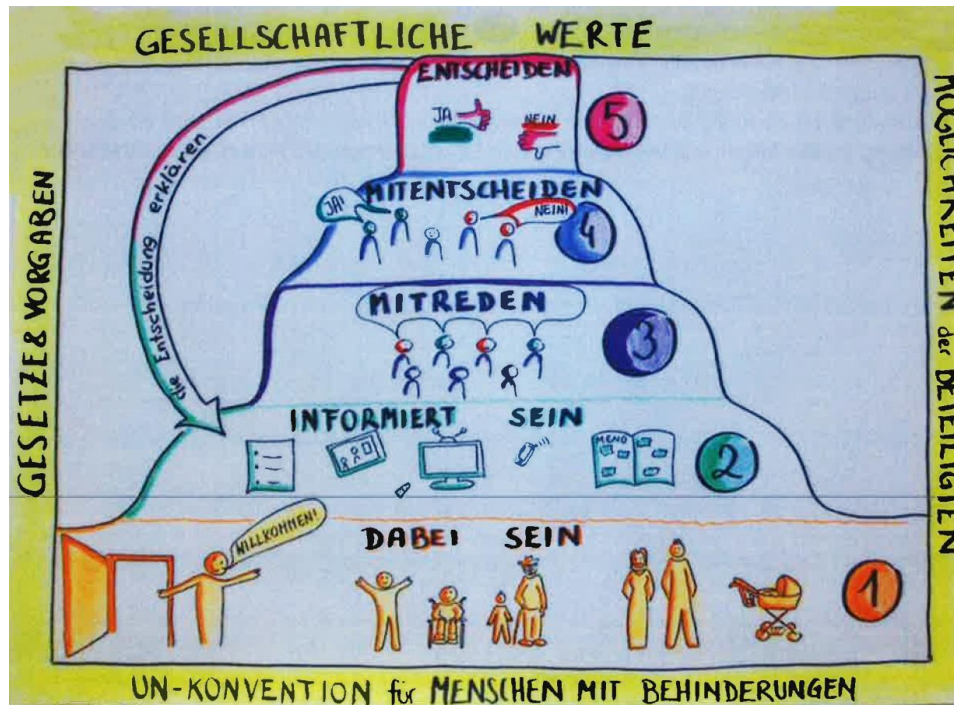 GESELLSCHAFTLICHE WERTE
GESETZE & VORGABEN
MÖGLICHKEITEN der BETEILIGTEN
ENTSCHEIDEN
JA
NEIN
5
die Entscheidung erklären
MITENTSCHEIDEN
JA!
NEIN!
4
MITREDEN
3
INFORMIERT SEIN
MENÜ
2
WILLKOMMEN!
DABEI SEIN
1
UN-KONVENTION für MENSCHEN MIT BEHINDERUNGEN